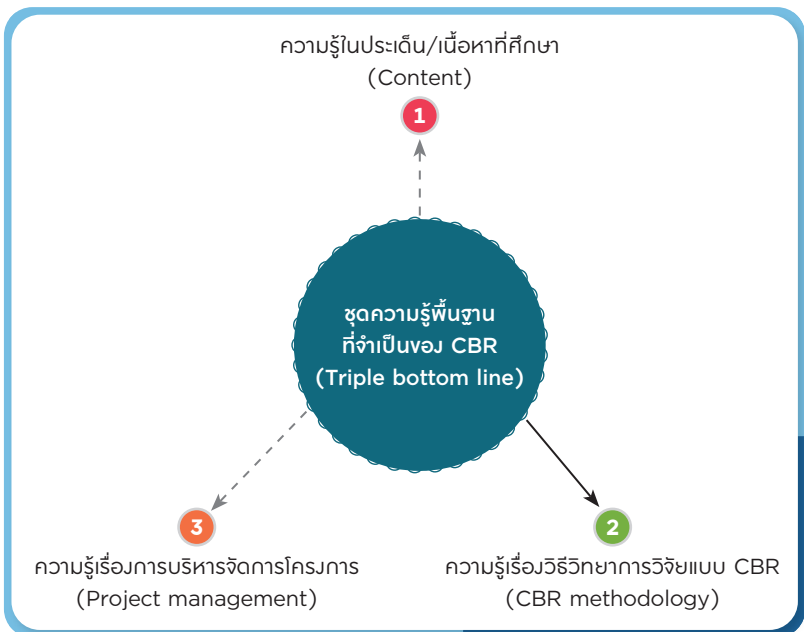 ความรู้ในประเด็น/เนื้อหาที่ศึกษา
(Content)
1
ชุดความรู้พื้นฐาน
ที่จำเป็นของ CBR
(Triple bottom line)
3
2
ความรู้เรื่องการบริหารจัดการโครงการ
(Project management)
ความรู้เรื่องวิธีวิทยาการวิจัยแบบ CBR
(CBR methodology)